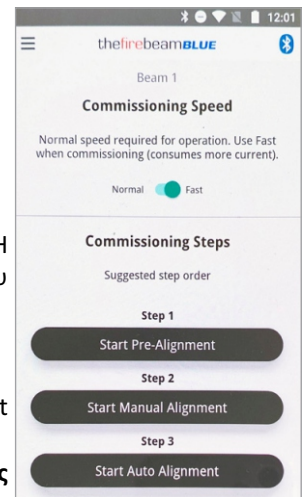 12:01
thefirebeamBLUE
Beam 1
Commissioning Speed
Normal speed required for operation. Use Fast
when commissioning (consumes more current).
Normal Fast
Commissioning Steps
Suggested step order
Step 1
Start Pre-Alignment
Step 2
Start Manual Alignment
Step 3
Start Auto Alignment